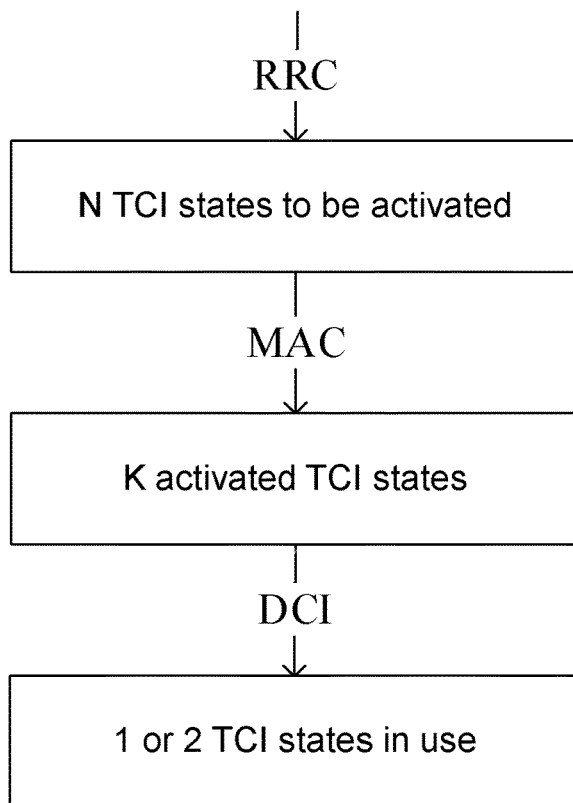 RRC
N TCI states to be activated
MAC
K activated TCI states
DCI
1 or 2 TCI states in use